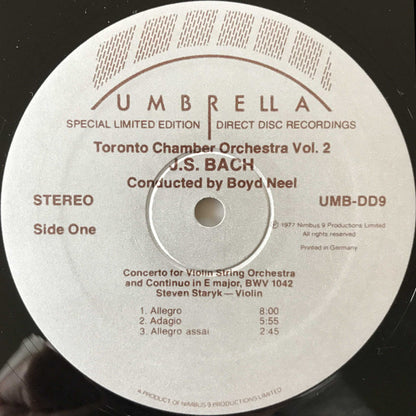 UMBRELLA
SPECIAL LIMITED EDITION DIRECT DISC RECORDINGS
Toronto Chamber Orchestra Vol. 2
J.S. BACH
Conducted by Boyd Neel
STEREO UMB-DD9
Side One
℗ 1977 Nimbus 9 Productions Limited
All rights reserved
Printed in Germany
Concerto for Violin String Orchestra
and Continuo in E major, BWV 1042
Steven Staryk — Violin
1. Allegro 8:00
2. Adagio 5:55
3. Allegro assai 2:45
A PRODUCT OF NIMBUS 9 PRODUCTIONS LIMITED